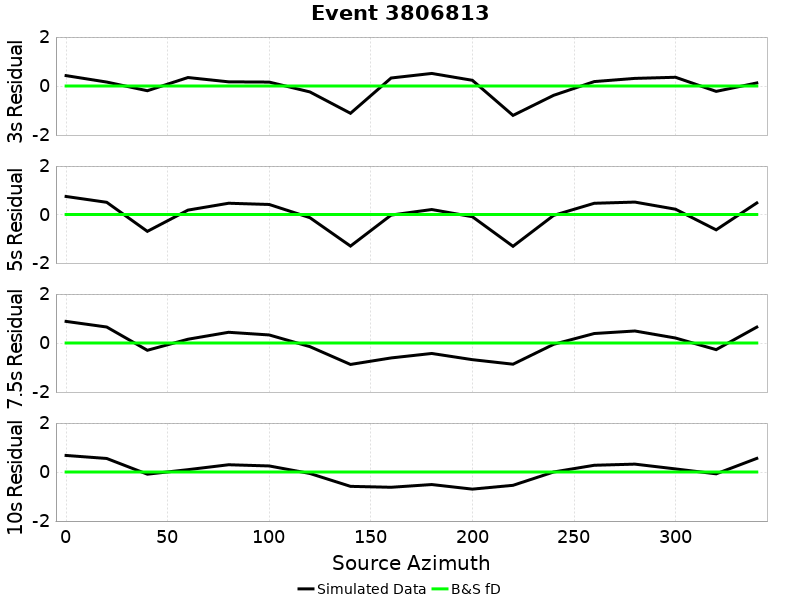 Event 3806813
3s Residual
2
0
-2
5s Residual
2
0
-2
7.5s Residual
2
0
-2
10s Residual
2
0
-2
0 50 100 150 200 250 300
Source Azimuth
Simulated Data B&S fD